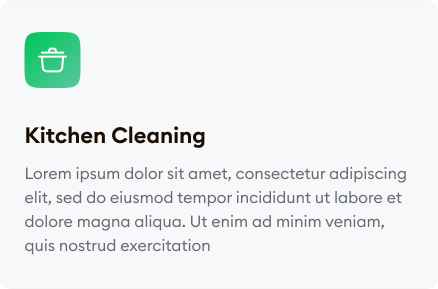 Kitchen Cleaning
Lorem ipsum dolor sit amet, consectetur adipiscing
elit, sed do eiusmod tempor incididunt ut labore et
dolore magna aliqua. Ut enim ad minim veniam,
quis nostrud exercitation